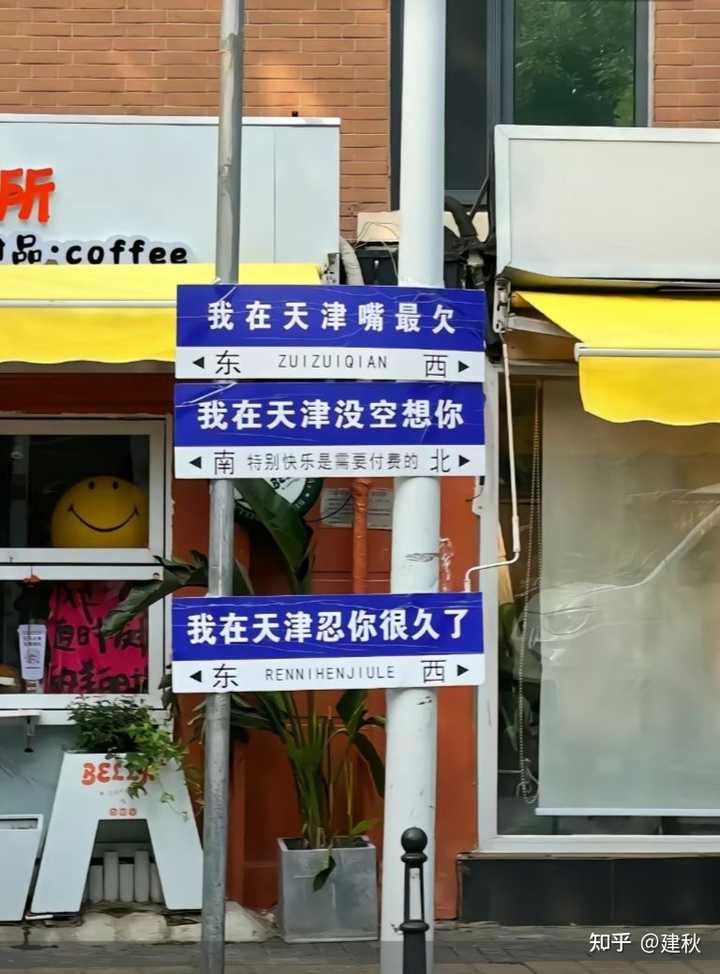 所
品:coffee
我在天津嘴最欠
◀东 ZUIZUIQIAN 西▶
我在天津没空想你
◀南 特别快乐是需要付费的 北▶
我在天津忍你很久了
◀东 RENNIHENJIULE 西▶
知乎 @建秋